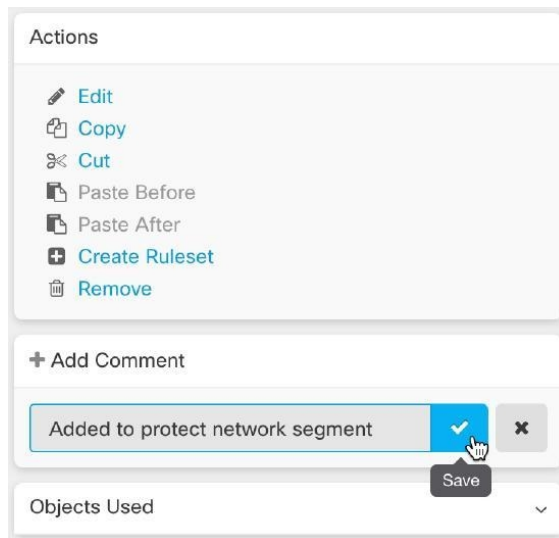 Actions
Edit
Copy
Cut
Paste Before
Paste After
Create Ruleset
Remove
Add Comment
Added to protect network segment
Save
Objects Used